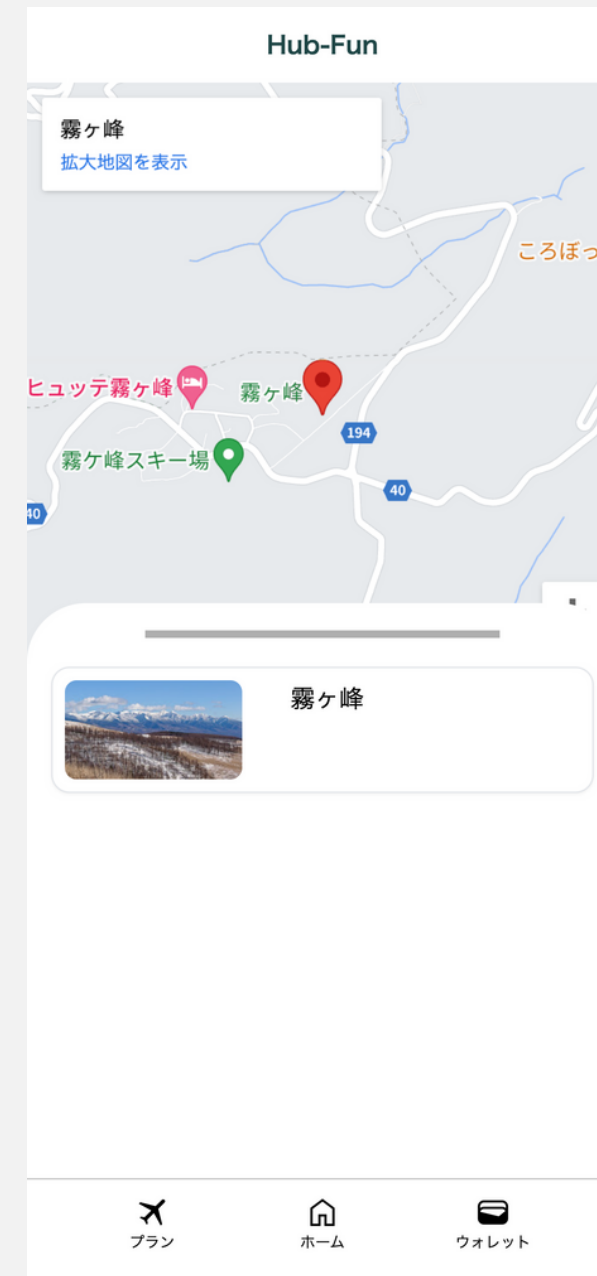 Hub-Fun
霧ヶ峰
拡大地図を表示
ころぼっ
ヒュッテ霧ヶ峰
霧ヶ峰
194
霧ケ峰スキー場
40
40
霧ヶ峰
プラン
ホーム
ウォレット